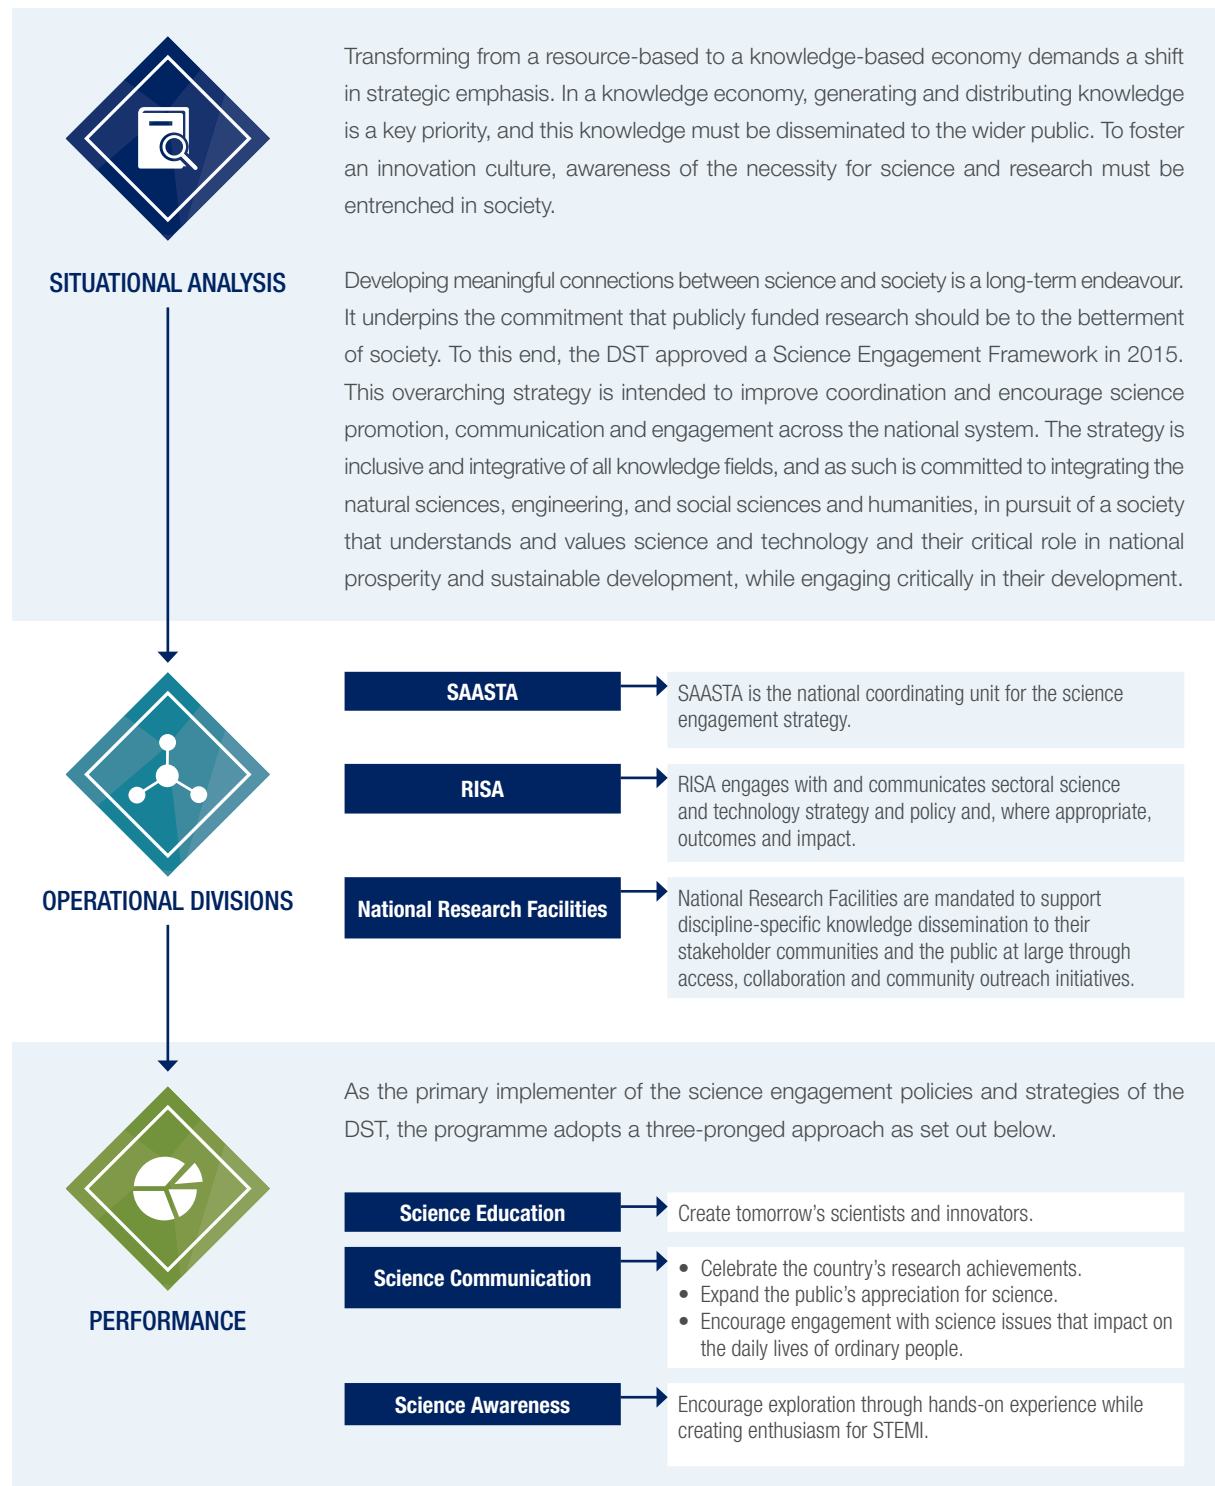 Transforming from a resource-based to a knowledge-based economy demands a shift
in strategic emphasis. In a knowledge economy, generating and distributing knowledge
is a key priority, and this knowledge must be disseminated to the wider public. To foster
an innovation culture, awareness of the necessity for science and research must be
entrenched in society.
SITUATIONAL ANALYSIS
Developing meaningful connections between science and society is a long-term endeavour.
It underpins the commitment that publicly funded research should be to the betterment
of society. To this end, the DST approved a Science Engagement Framework in 2015.
This overarching strategy is intended to improve coordination and encourage science
promotion, communication and engagement across the national system. The strategy is
inclusive and integrative of all knowledge fields, and as such is committed to integrating the
natural sciences, engineering, and social sciences and humanities, in pursuit of a society
that understands and values science and technology and their critical role in national
prosperity and sustainable development, while engaging critically in their development.
OPERATIONAL DIVISIONS
SAASTA
SAASTA is the national coordinating unit for the science
engagement strategy.
RISA
RISA engages with and communicates sectoral science
and technology strategy and policy and, where appropriate,
outcomes and impact.
National Research Facilities
National Research Facilities are mandated to support
discipline-specific knowledge dissemination to their
stakeholder communities and the public at large through
access, collaboration and community outreach initiatives.
PERFORMANCE
As the primary implementer of the science engagement policies and strategies of the
DST, the programme adopts a three-pronged approach as set out below.
Science Education
Create tomorrow's scientists and innovators.
Science Communication
• Celebrate the country's research achievements.
• Expand the public's appreciation for science.
• Encourage engagement with science issues that impact on
the daily lives of ordinary people.
Science Awareness
Encourage exploration through hands-on experience while
creating enthusiasm for STEMI.